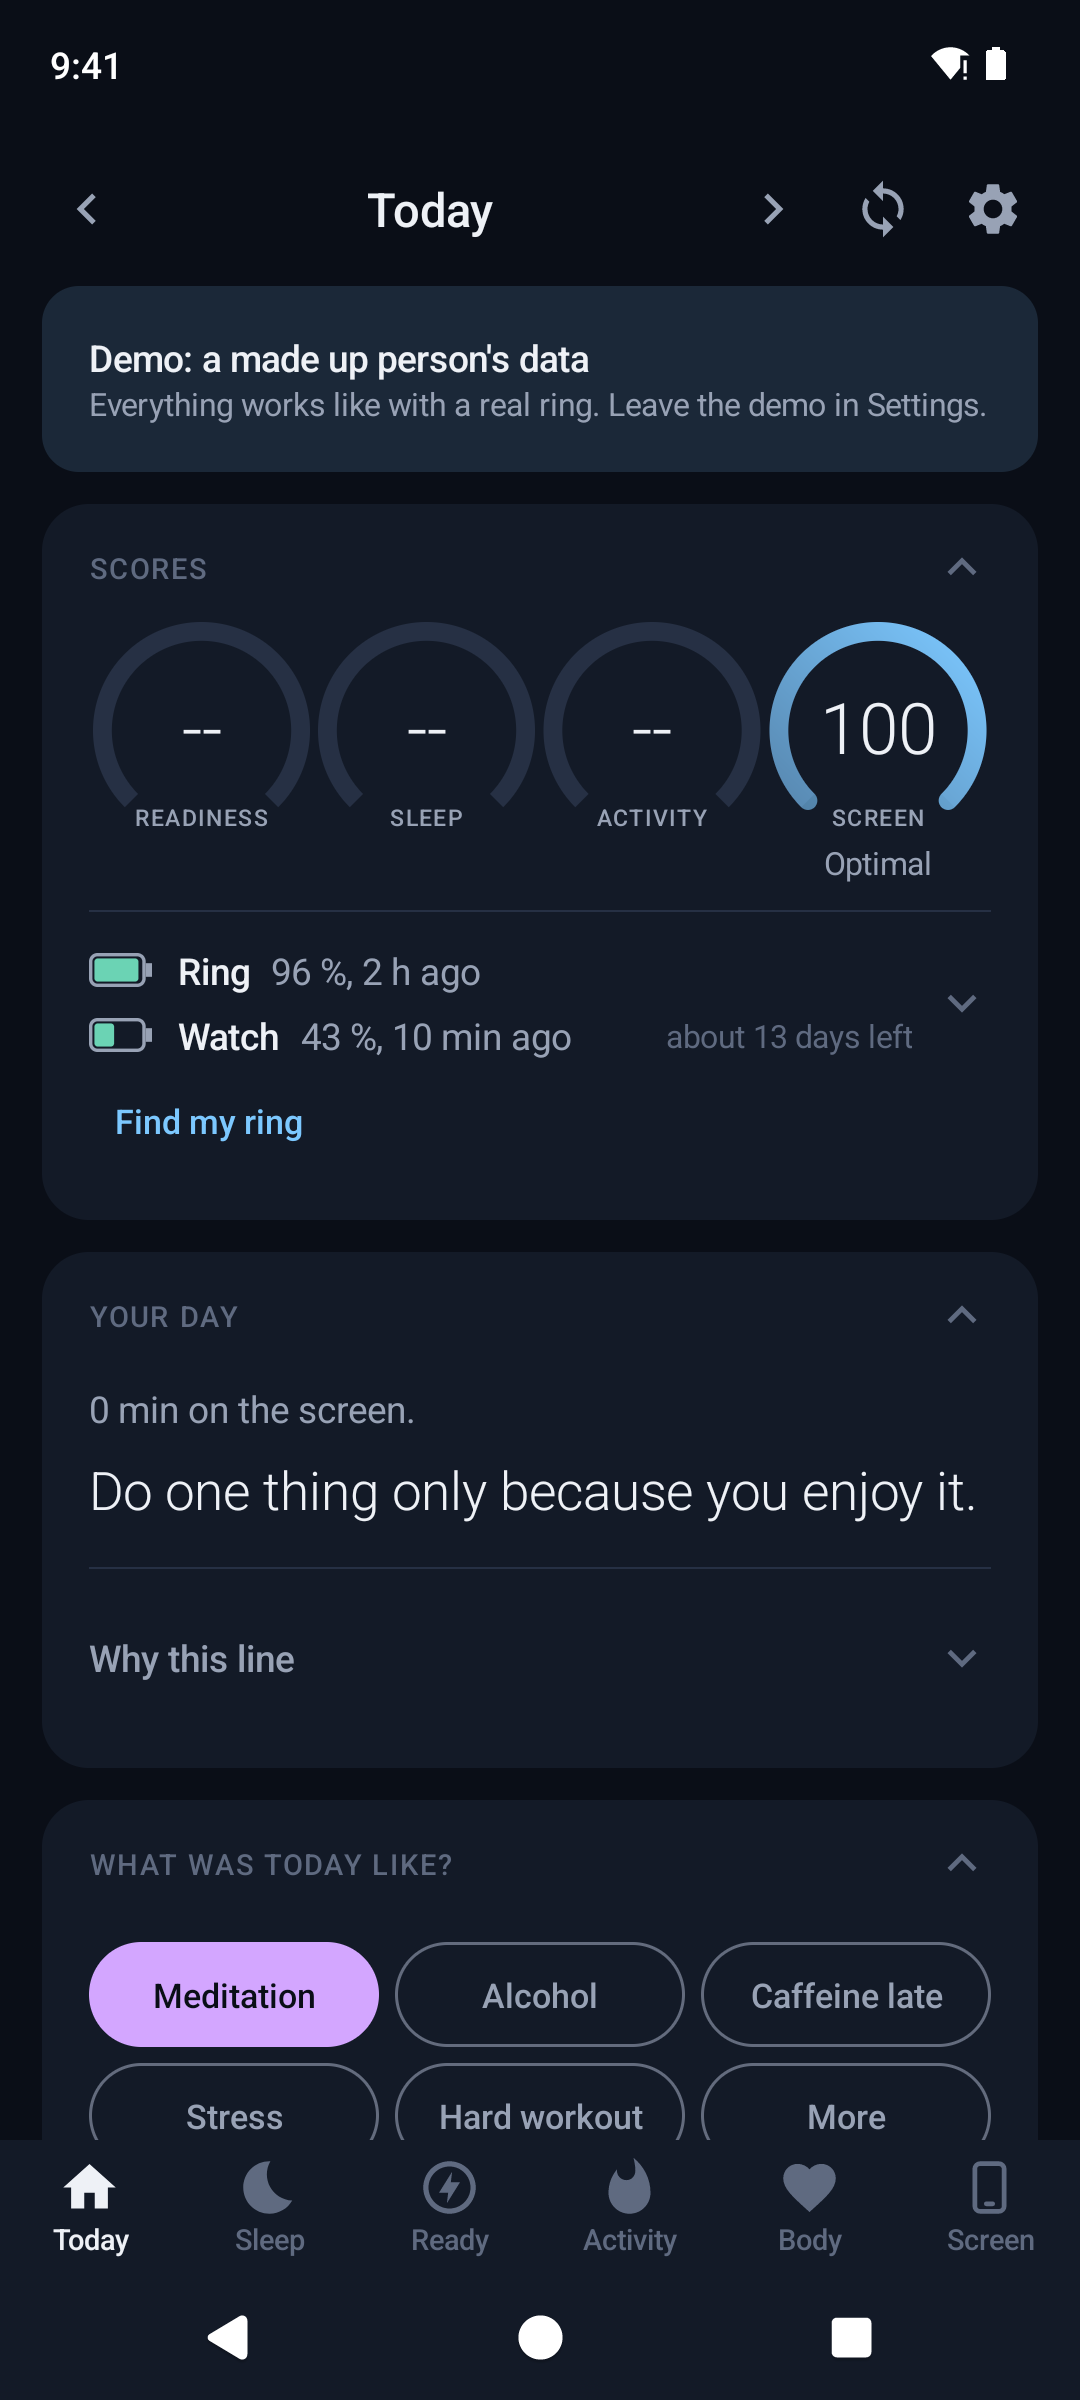 9:41
Today
Demo: a made up person's data
Everything works like with a real ring. Leave the demo in Settings.
SCORES
-- -- -- 100
READINESS SLEEP ACTIVITY SCREEN
Optimal
Ring 96 %, 2 h ago
Watch 43 %, 10 min ago about 13 days left
Find my ring
YOUR DAY
0 min on the screen.
Do one thing only because you enjoy it.
Why this line
WHAT WAS TODAY LIKE?
Meditation Alcohol Caffeine late
Stress Hard workout More
Today Sleep Ready Activity Body Screen